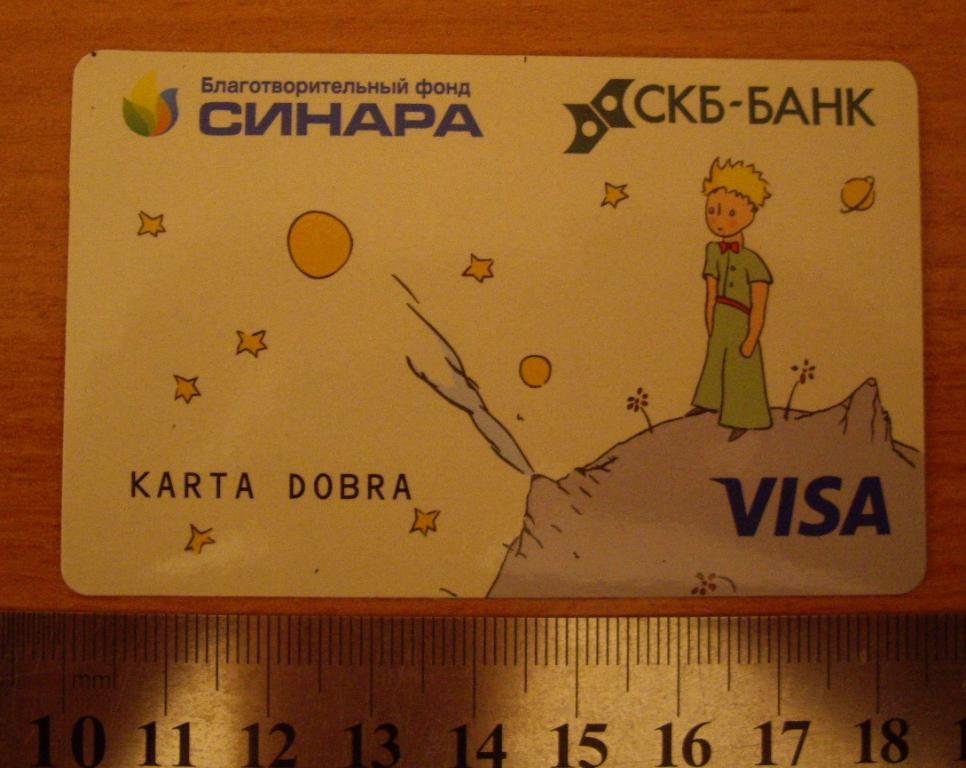 Благотворительный фонд
СИНАРА
СКБ-БАНК
KARTA DOBRA
VISA
mm
10 11 12 13 14 15 16 17 18